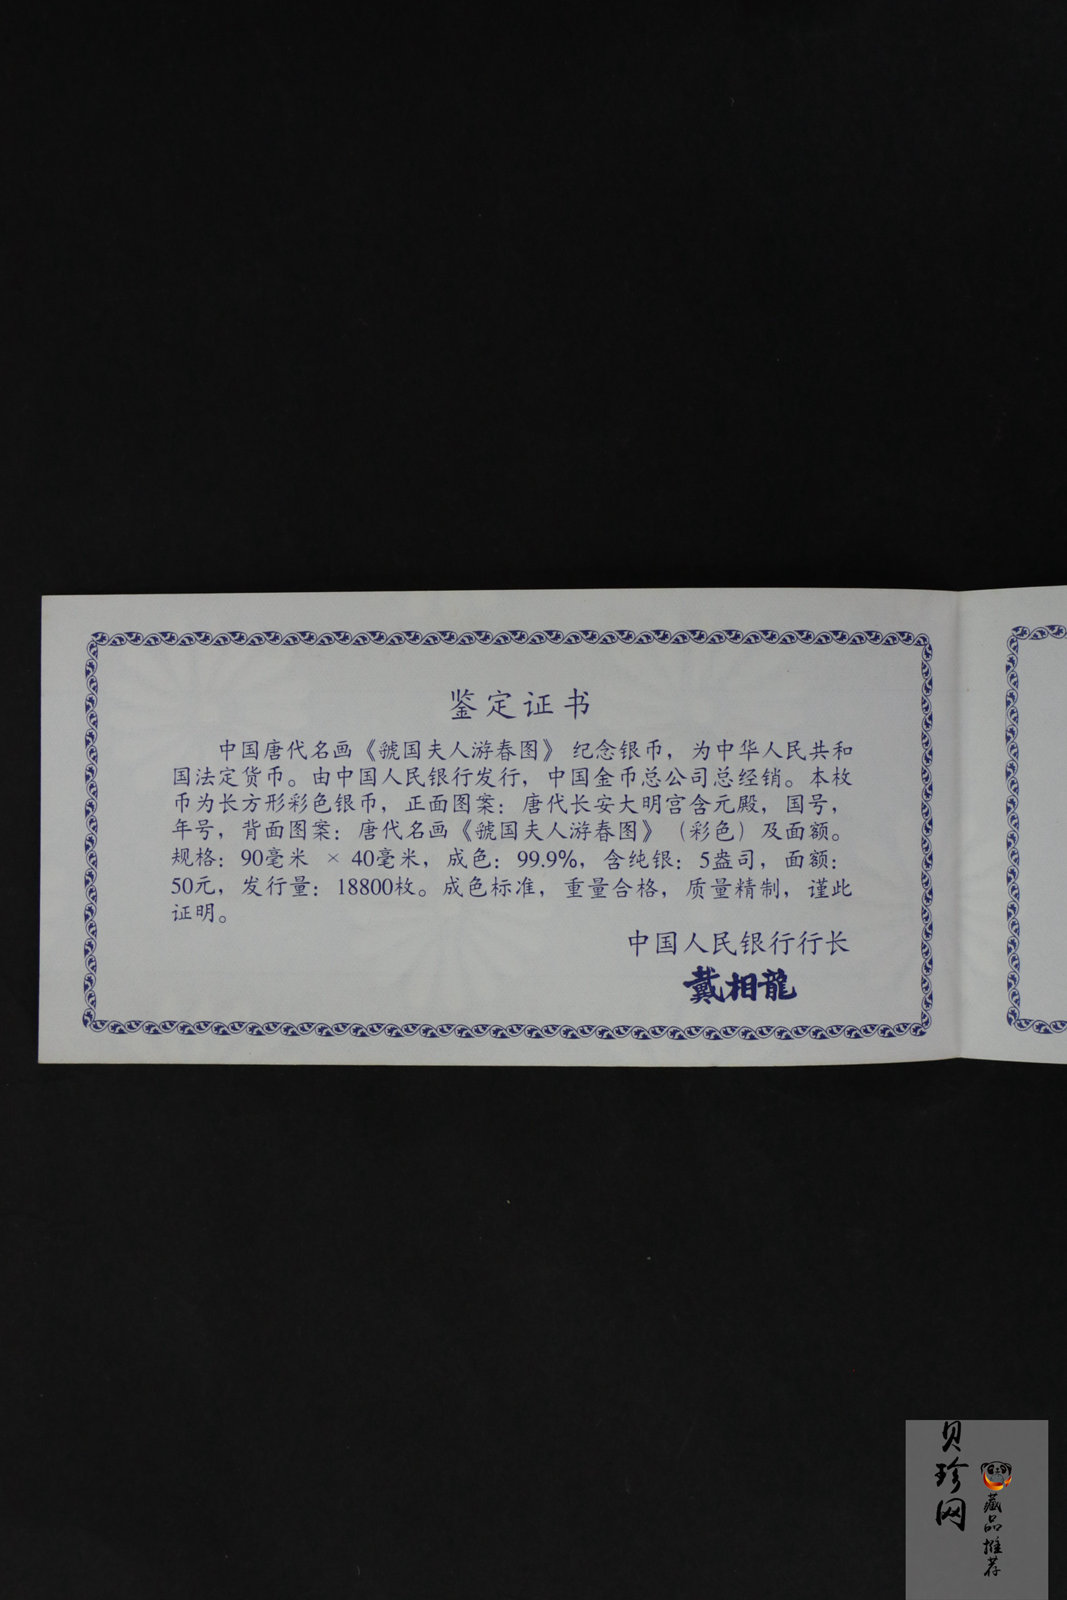 鉴定证书
中国唐代名画《虢国夫人游春图》 纪念银币，为中华人民共和
国法定货币。由中国人民银行发行，中国金币总公司总经销。本枚
币为长方形彩色银币，正面图案：唐代长安大明宫含元殿，国号，
年号，背面图案：唐代名画《虢国夫人游春图》（彩色）及面额。
规格：90毫米 × 40毫米，成色：99.9%，含纯银：5盎司，面额：
50元，发行量：18800枚。成色标准，重量合格，质量精制，谨此
证明。
中国人民银行行长
戴相龍
贝珍网
藏品推荐